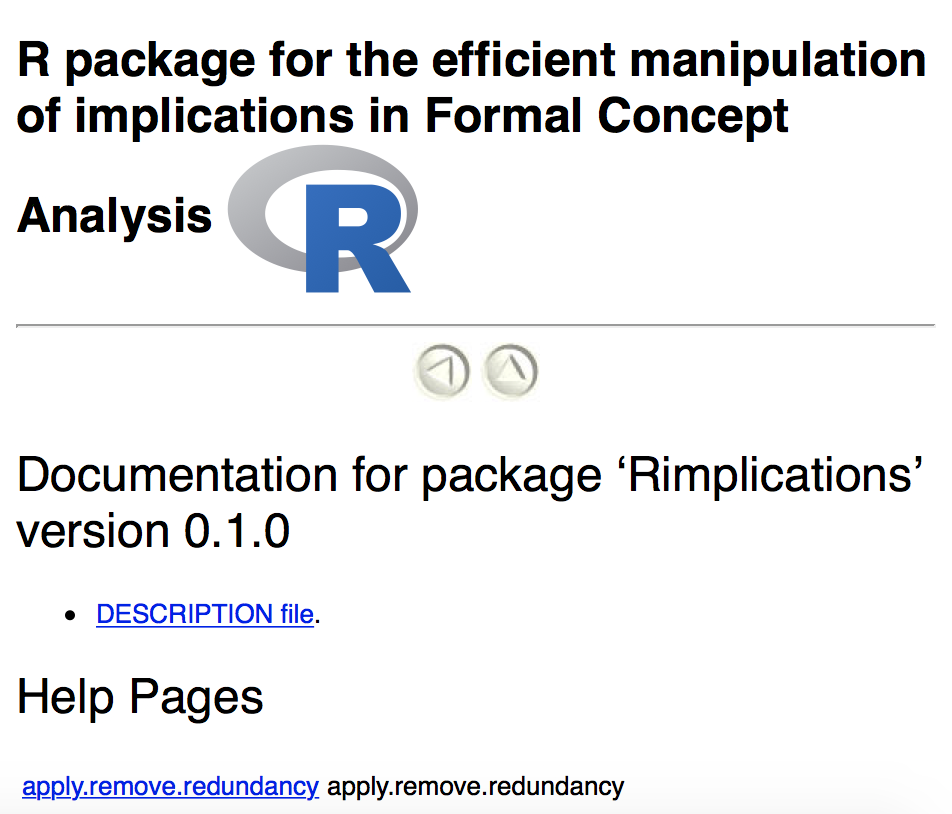 R package for the efficient manipulation
of implications in Formal Concept
Analysis R
Documentation for package ‘Rimplications’
version 0.1.0
• DESCRIPTION file.
Help Pages
apply.remove.redundancy apply.remove.redundancy